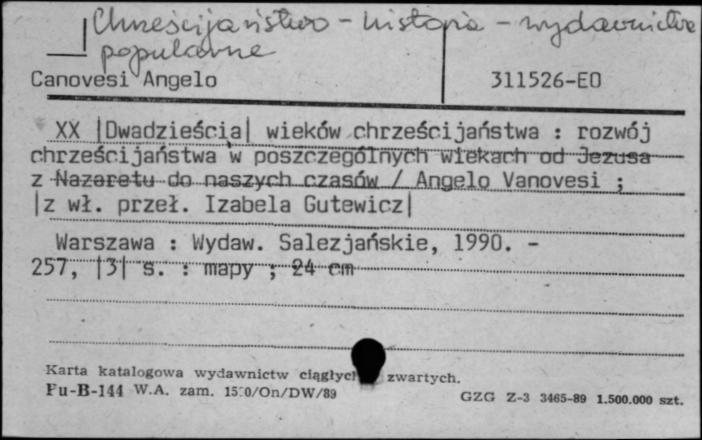 Chrześcijaństwo - historia - wydawnictwa
popularne
Canovesi Angelo 311526-EO
XX |Dwadzieścia| wieków chrześcijaństwa : rozwój
chrześcijaństwa w poszczególnych wiekach od Jezusa
z Nazaretu do naszych czasów / Angelo Vanovesi ;
|z wł. przeł. Izabela Gutewicz|
Warszawa : Wydaw. Salezjańskie, 1990. -
257, |3| s. : mapy ; 24 cm
Karta katalogowa wydawnictw ciągłych zwartych.
Pu-B-144 W.A. zam. /On/DW/89 GZG Z-3 3465-89 1.500.000 szt.